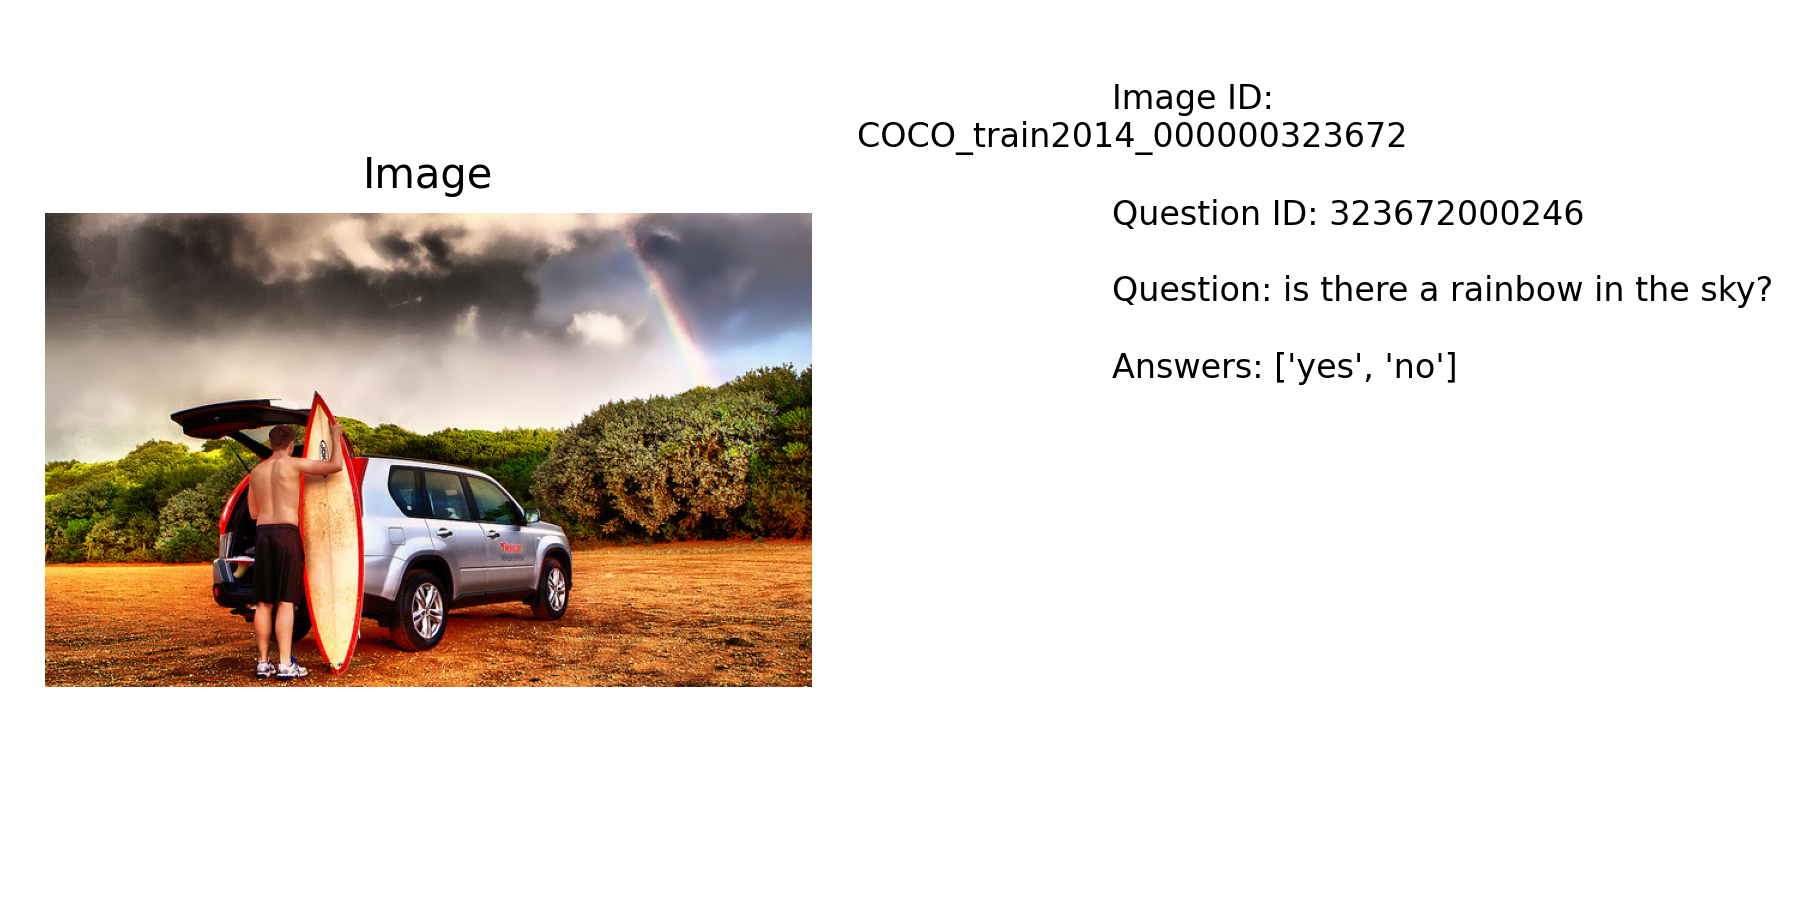 Image
Image ID:
COCO_train2014_000000323672
Question ID: 323672000246
Question: is there a rainbow in the sky?
Answers: ['yes', 'no']